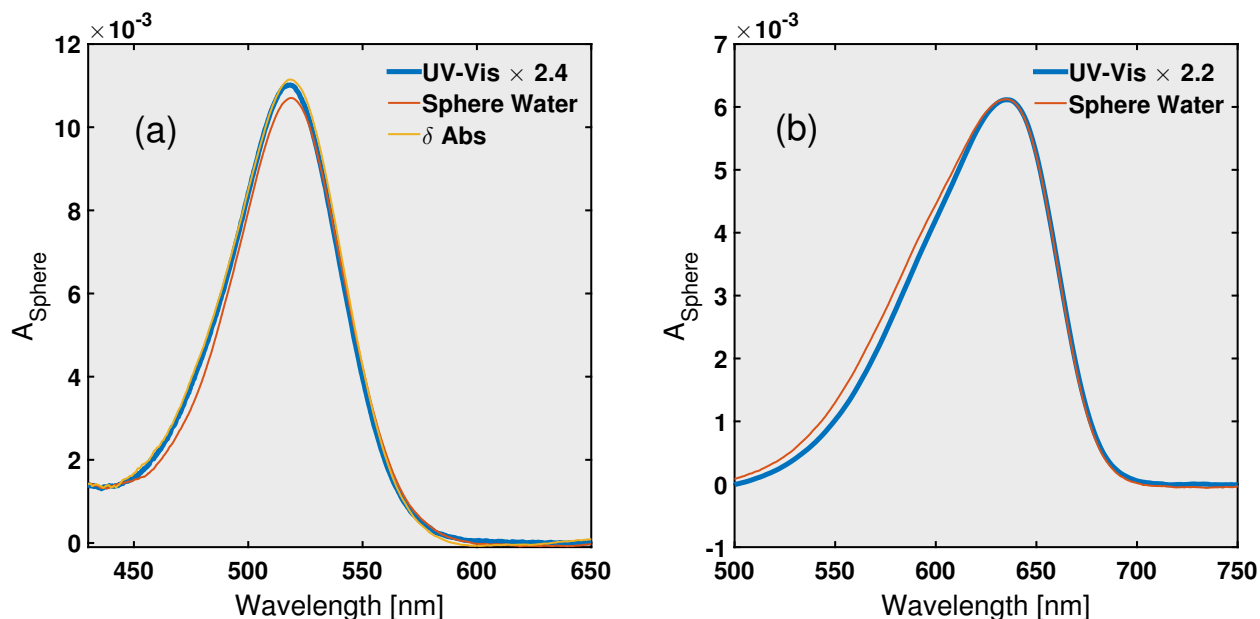 ×10⁻³
12
10
8
6
4
2
0
A_Sphere
450 500 550 600 650
Wavelength [nm]
(a)
UV-Vis × 2.4
Sphere Water
δ Abs
×10⁻³
7
6
5
4
3
2
1
0
-1
A_Sphere
500 550 600 650 700 750
Wavelength [nm]
(b)
UV-Vis × 2.2
Sphere Water